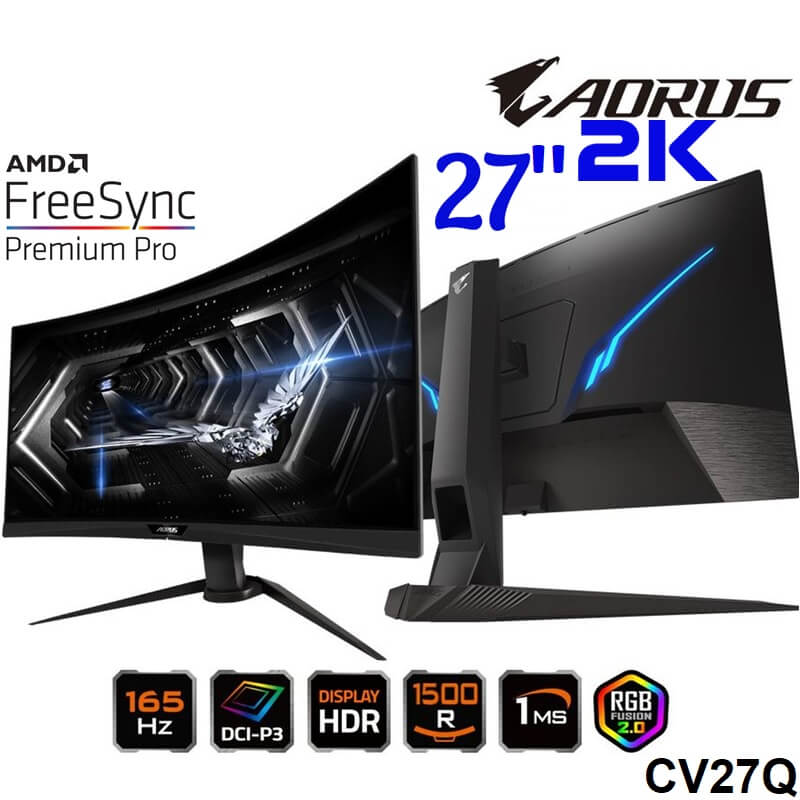 AORUS
27" 2K
AMD
FreeSync
Premium Pro
AORUS
165
Hz
DCI-P3
DISPLAY
HDR
1500
R
1MS
RGB
FUSION
2.0
CV27Q